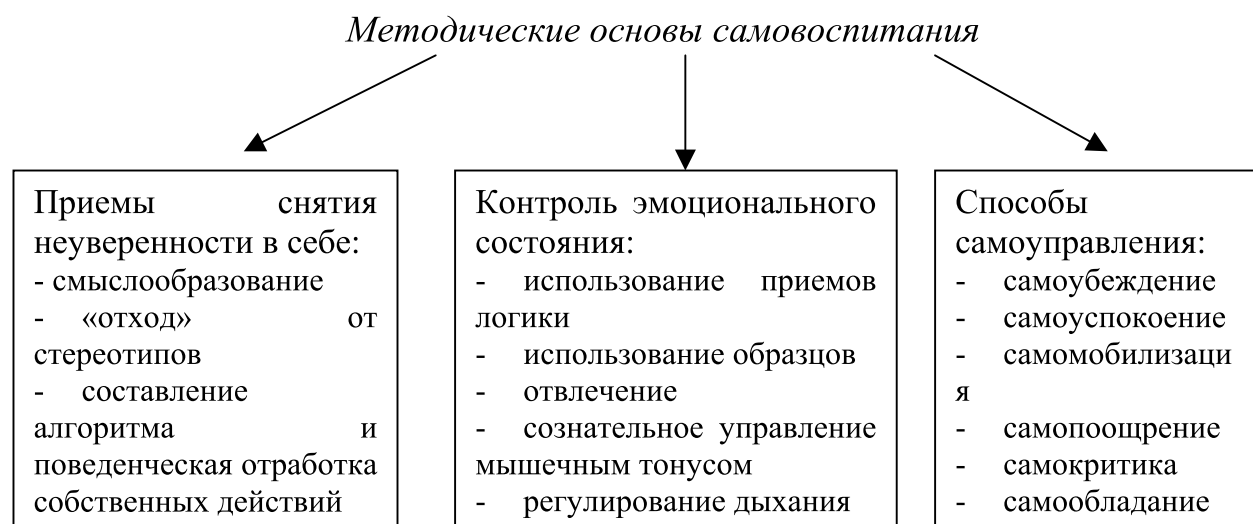 Методические основы самовоспитания
Приемы снятия
неуверенности в себе:
- смыслообразование
- «отход» от
стереотипов
- составление
алгоритма и
поведенческая отработка
собственных действий
Контроль эмоционального
состояния:
- использование приемов
логики
- использование образцов
- отвлечение
- сознательное управление
мышечным тонусом
- регулирование дыхания
Способы
самоуправления:
- самоубеждение
- самоуспокоение
- самомобилизаци
я
- самопоощрение
- самокритика
- самообладание